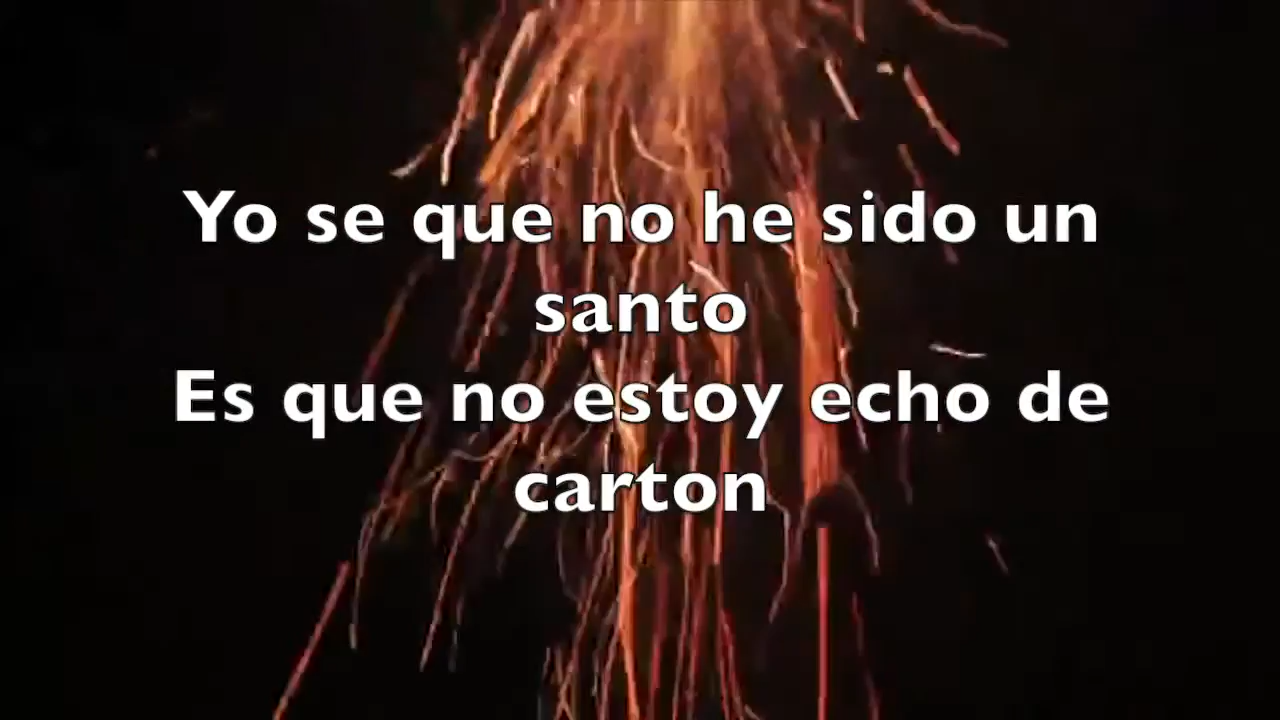 Yo se que no he sido un
santo
Es que no estoy echo de
carton